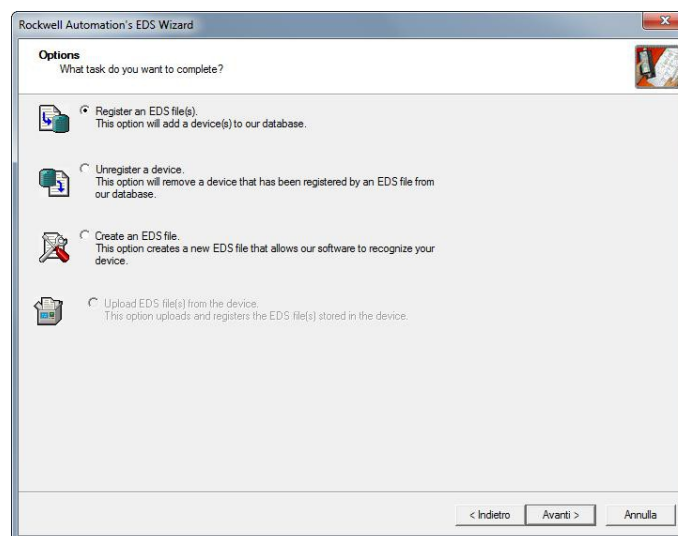 Rockwell Automation's EDS Wizard
Options
What task do you want to complete?
Register an EDS file(s).
This option will add a device(s) to our database.
Unregister a device.
This option will remove a device that has been registered by an EDS file from
our database.
Create an EDS file.
This option creates a new EDS file that allows our software to recognize your
device.
Upload EDS file(s) from the device.
This option uploads and registers the EDS file(s) stored in the device.
< Indietro
Avanti >
Annulla